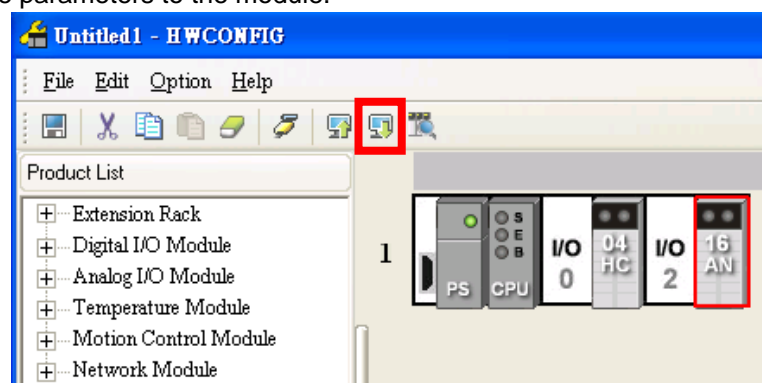 e parameters to the module.
Untitled1 - HWCONFIG
File Edit Option Help
Product List
Extension Rack
Digital I/O Module
Analog I/O Module
Temperature Module
Motion Control Module
Network Module
1
PS
CPU
S
E
B
I/O
0
04
HC
I/O
2
16
AN